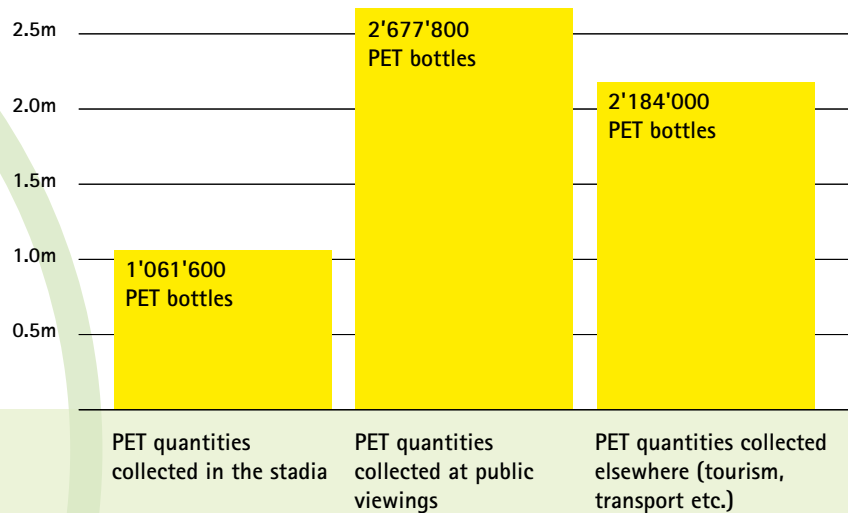 2.5m
2.0m
1.5m
1.0m
0.5m
1'061'600
PET bottles
2'677'800
PET bottles
2'184'000
PET bottles
PET quantities
collected in the stadia
PET quantities
collected at public
viewings
PET quantities collected
elsewhere (tourism,
transport etc.)